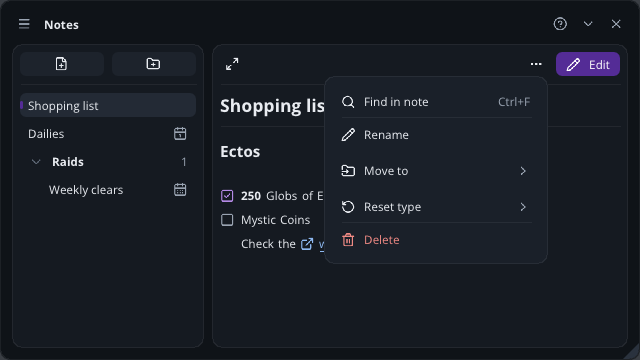 Notes
Edit
Shopping list
Dailies
Raids 1
Weekly clears
Shopping lis
Ectos
250 Globs of E
Mystic Coins
Check the
Find in note Ctrl+F
Rename
Move to
Reset type
Delete